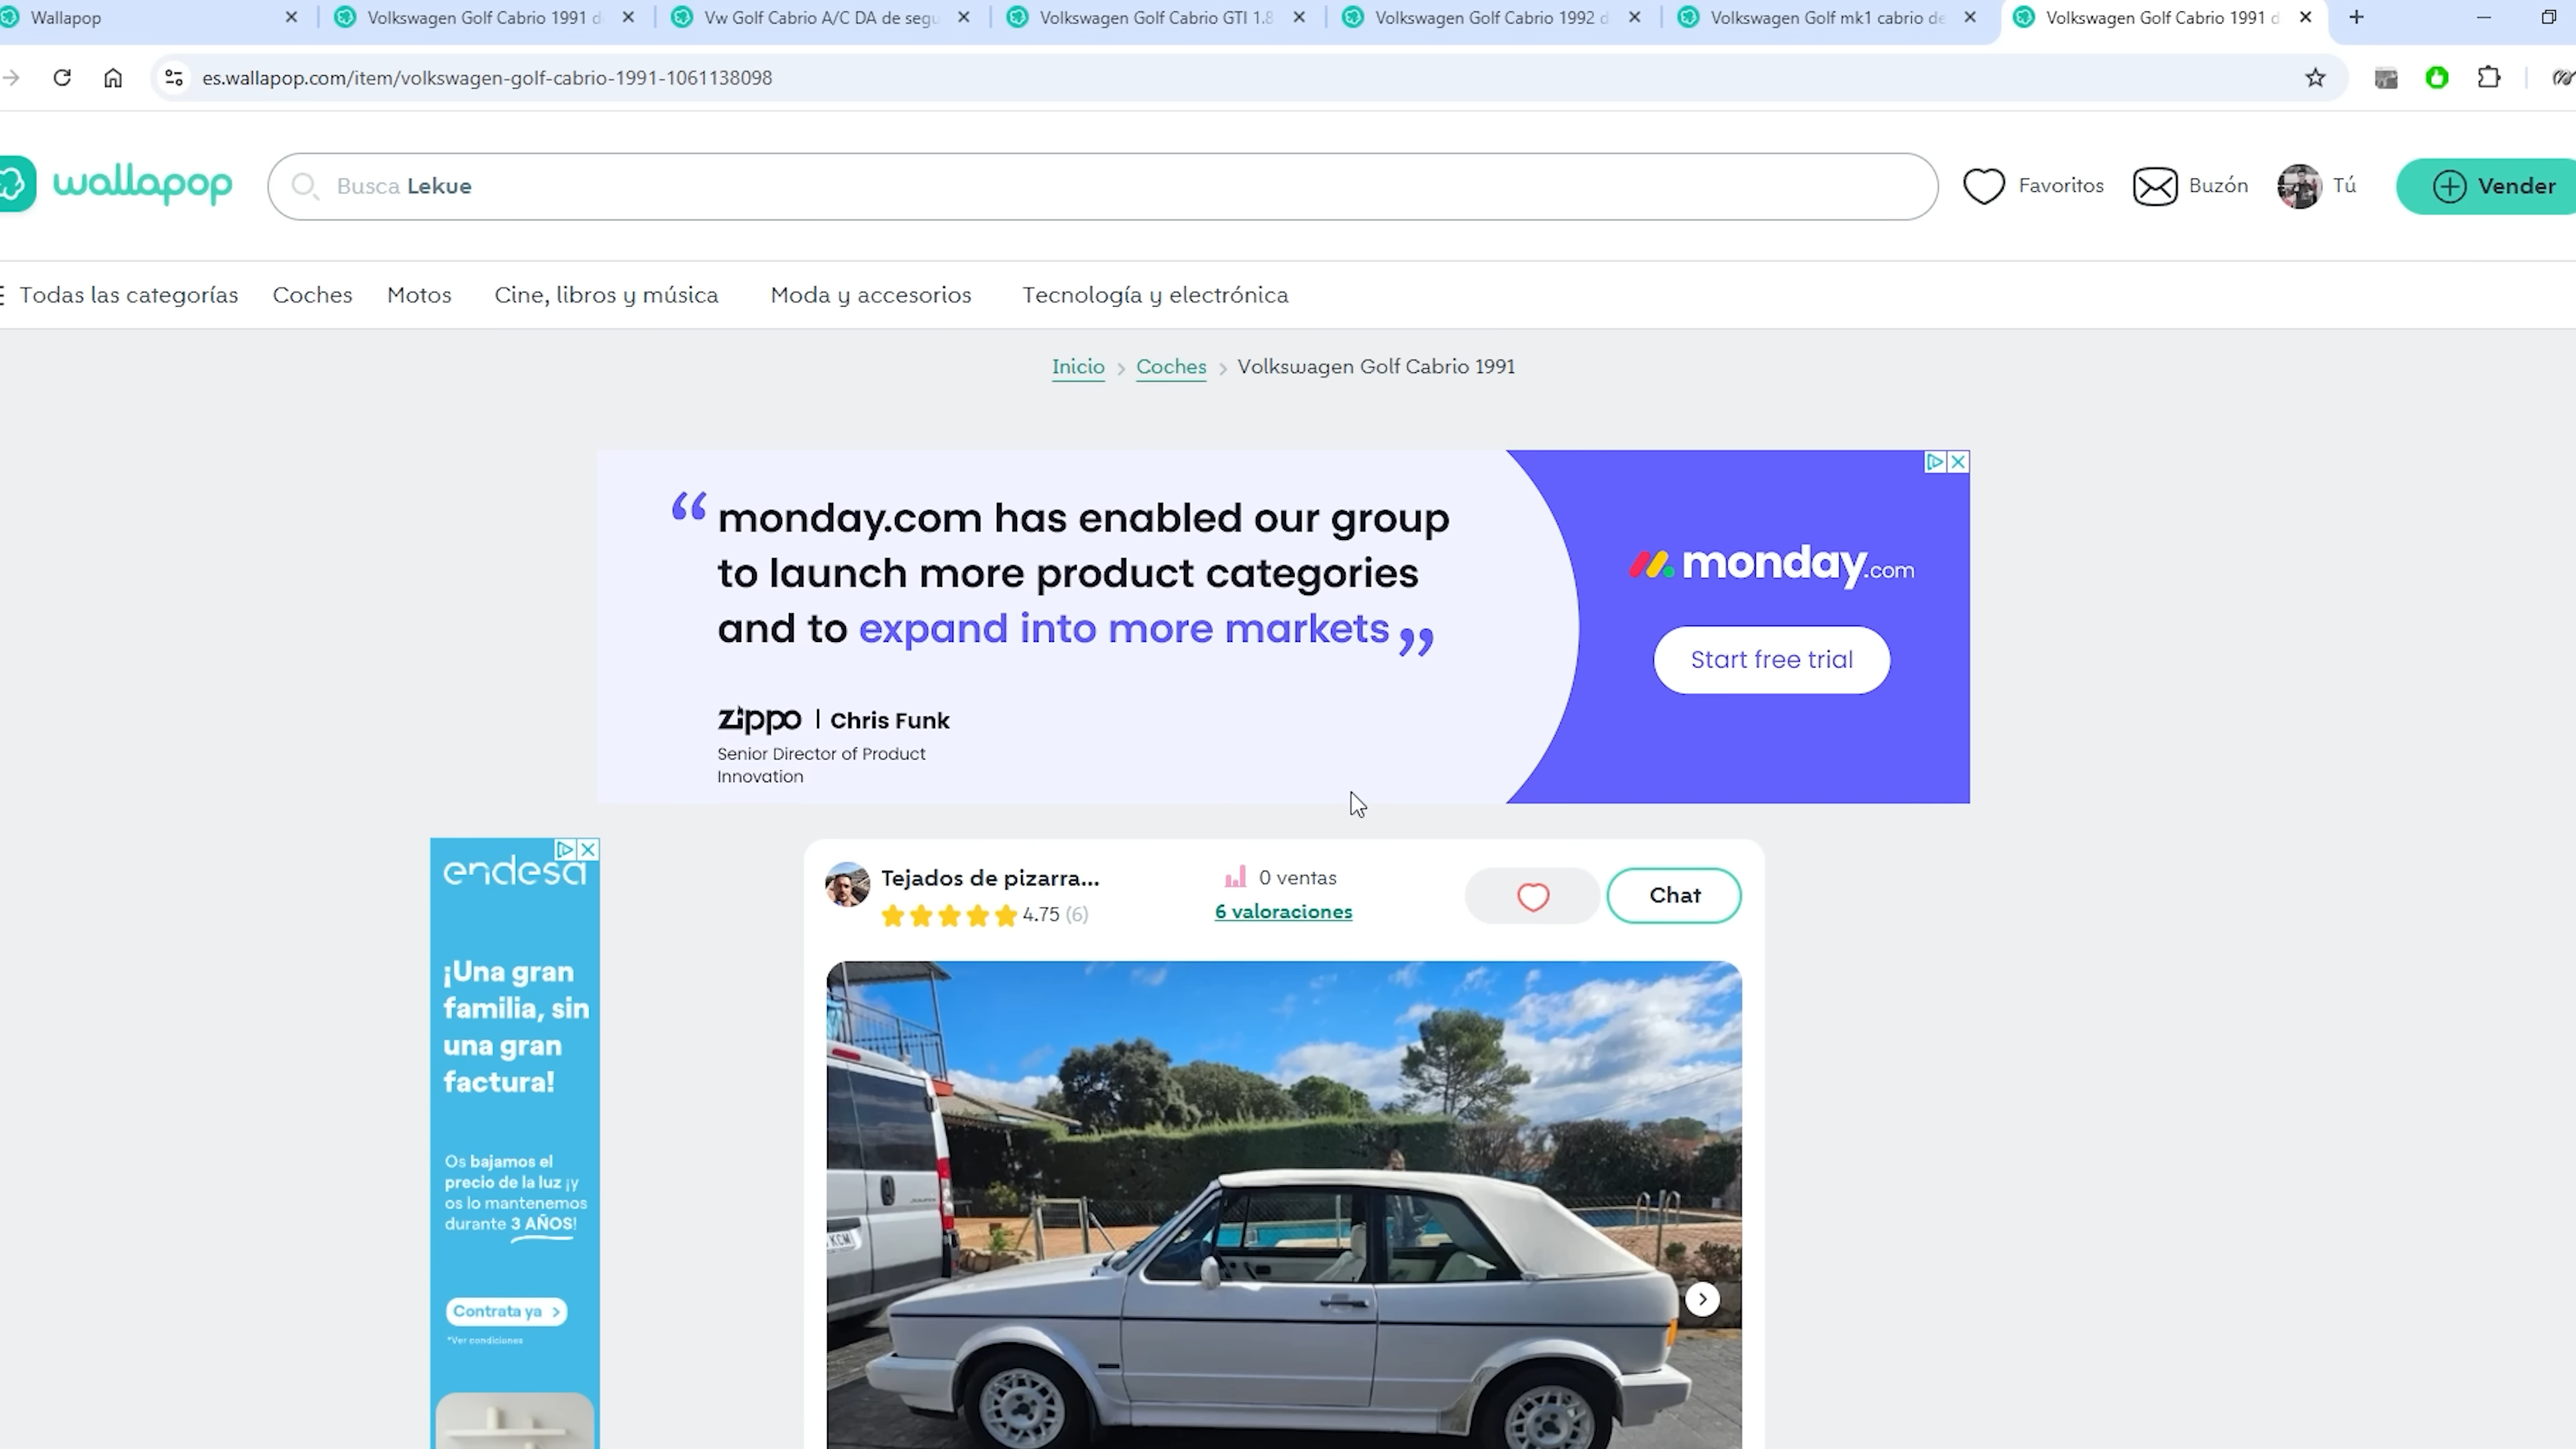 Wallapop
Volkswagen Golf Cabrio 1991 d
Vw Golf Cabrio A/C DA de segu
Volkswagen Golf Cabrio GTI 1.8
Volkswagen Golf Cabrio 1992 d
Volkswagen Golf mk1 cabrio de
Volkswagen Golf Cabrio 1991 d
es.wallapop.com/item/volkswagen-golf-cabrio-1991-1061138098
wallapop
Busca Lekue
Favoritos
Buzón
Tú
Vender
Todas las categorías
Coches
Motos
Cine, libros y música
Moda y accesorios
Tecnología y electrónica
Inicio > Coches > Volkswagen Golf Cabrio 1991
“ monday.com has enabled our group
to launch more product categories
and to expand into more markets ”
zippo | Chris Funk
Senior Director of Product
Innovation
monday.com
Start free trial
endesa
¡Una gran
familia, sin
una gran
factura!
Os bajamos el
precio de la luz ¡y
os lo mantenemos
durante 3 AÑOS!
Contrata ya >
*Ver condiciones
Tejados de pizarra...
4.75 (6)
0 ventas
6 valoraciones
Chat
KCM